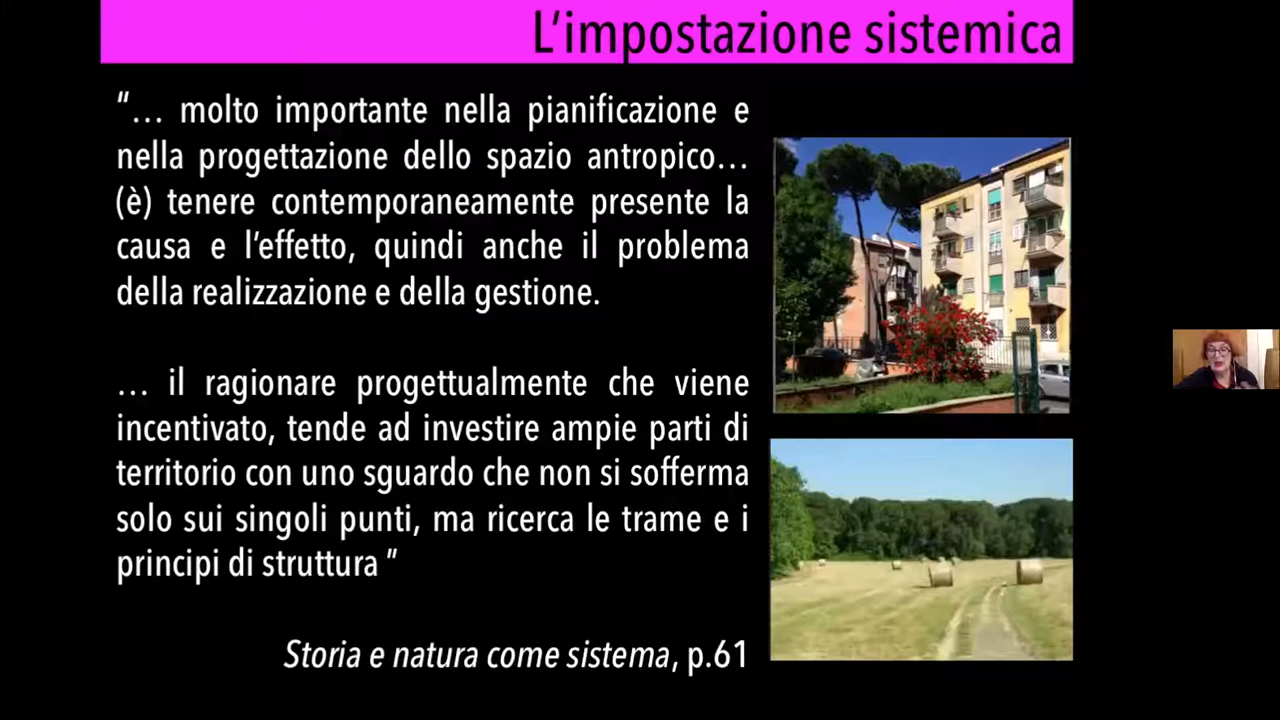 L’impostazione sistemica
“… molto importante nella pianificazione e
nella progettazione dello spazio antropico…
(è) tenere contemporaneamente presente la
causa e l’effetto, quindi anche il problema
della realizzazione e della gestione.
… il ragionare progettualmente che viene
incentivato, tende ad investire ampie parti di
territorio con uno sguardo che non si sofferma
solo sui singoli punti, ma ricerca le trame e i
principi di struttura ”
Storia e natura come sistema, p.61